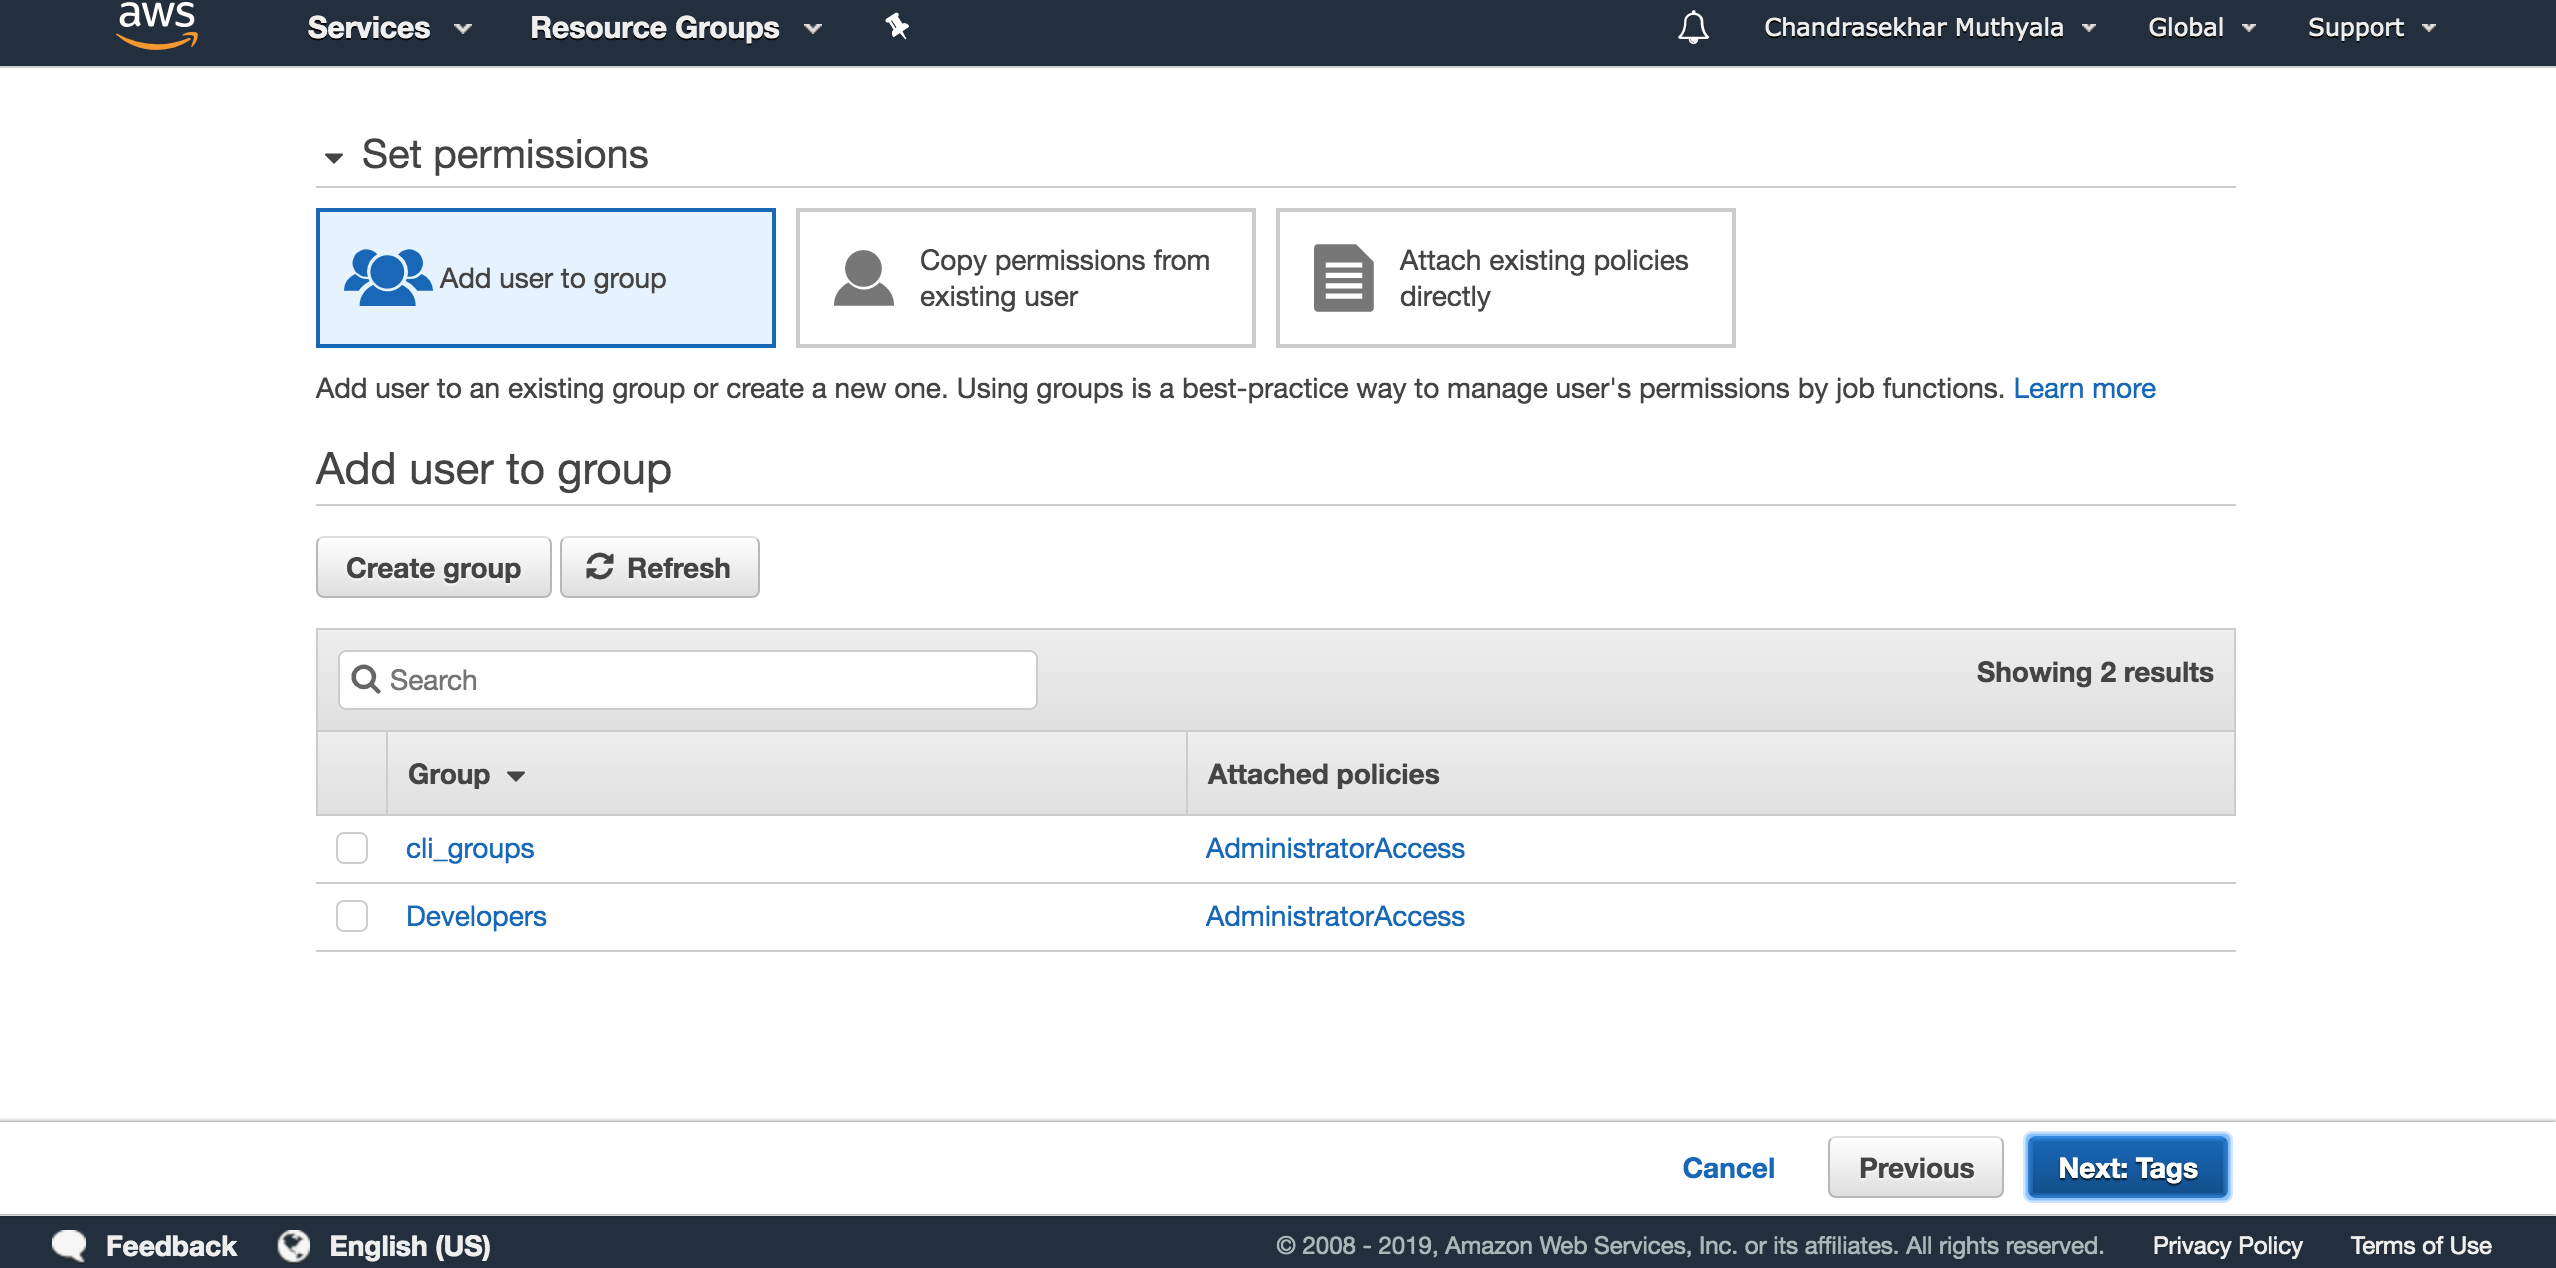 aws Services Resource Groups Chandrasekhar Muthyala Global Support
Set permissions
Add user to group
Copy permissions from
existing user
Attach existing policies
directly
Add user to an existing group or create a new one. Using groups is a best-practice way to manage user's permissions by job functions. Learn more
Add user to group
Create group Refresh
Search Showing 2 results
Group Attached policies
cli_groups AdministratorAccess
Developers AdministratorAccess
Cancel Previous Next: Tags
Feedback English (US) © 2008 - 2019, Amazon Web Services, Inc. or its affiliates. All rights reserved. Privacy Policy Terms of Use